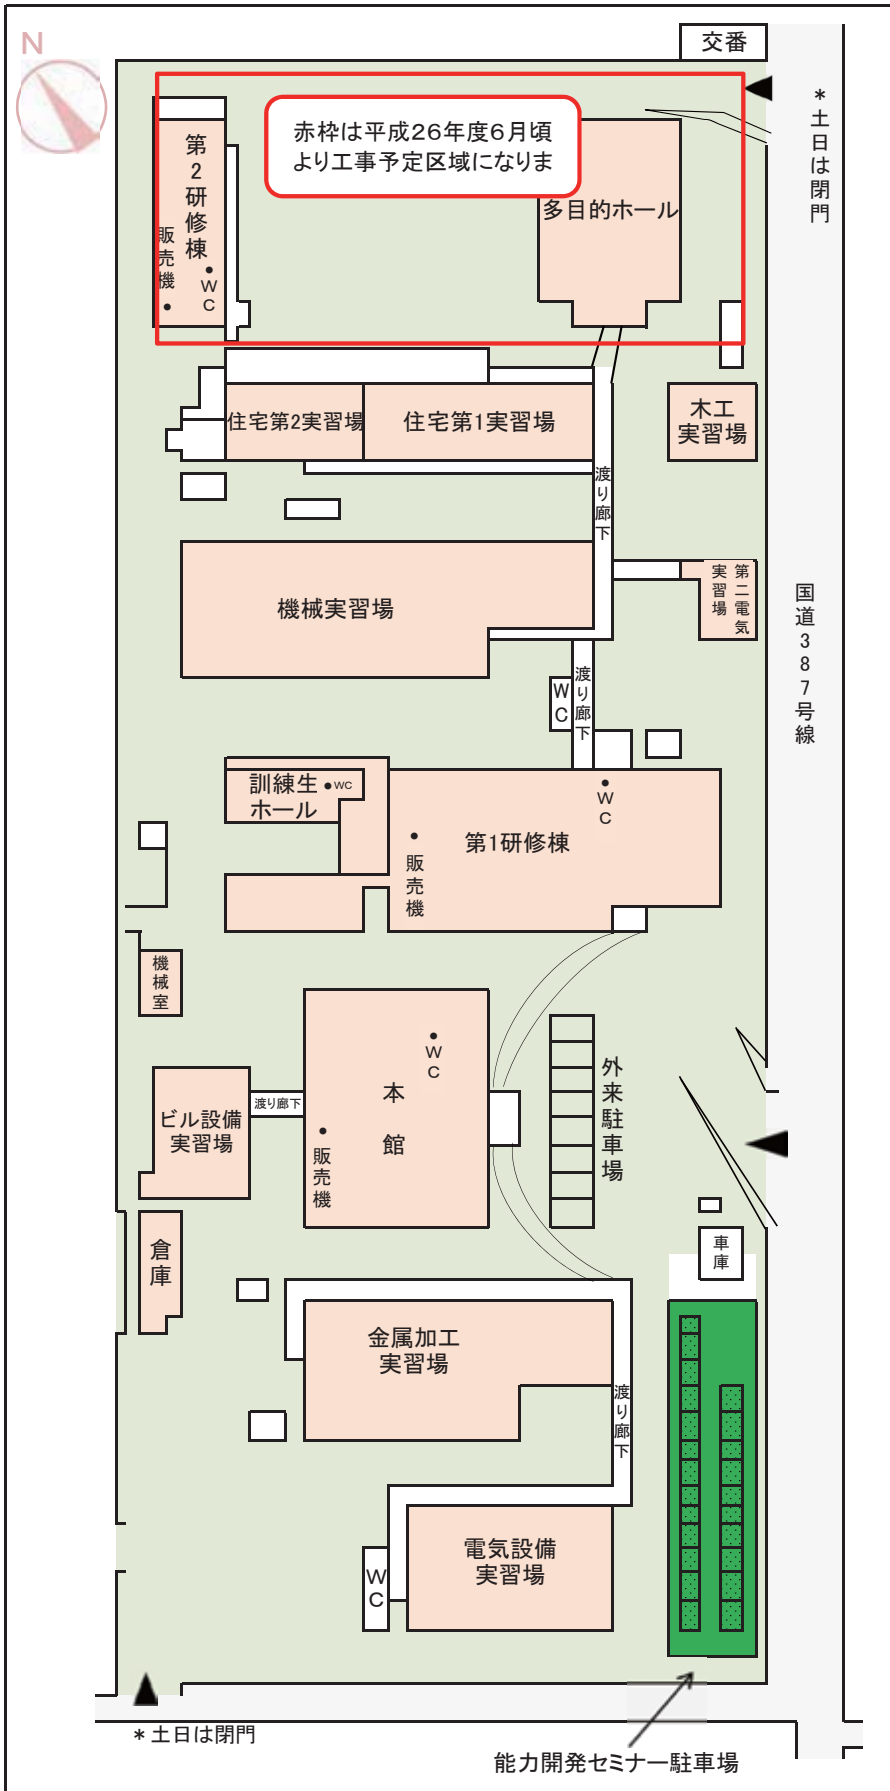 N
交番
赤枠は平成26年度6月頃
より工事予定区域になりま
*土日は閉門
第2研修棟
販売機
WC
多目的ホール
住宅第2実習場
住宅第1実習場
木工
実習場
渡り廊下
機械実習場
第二電気
実習場
国道387号線
渡り廊下
WC
訓練生
ホール
WC
WC
第1研修棟
販売機
機械室
WC
本館
外来駐車場
渡り廊下
ビル設備
実習場
販売機
車庫
倉庫
金属加工
実習場
渡り廊下
電気設備
実習場
WC
*土日は閉門
能力開発セミナー駐車場